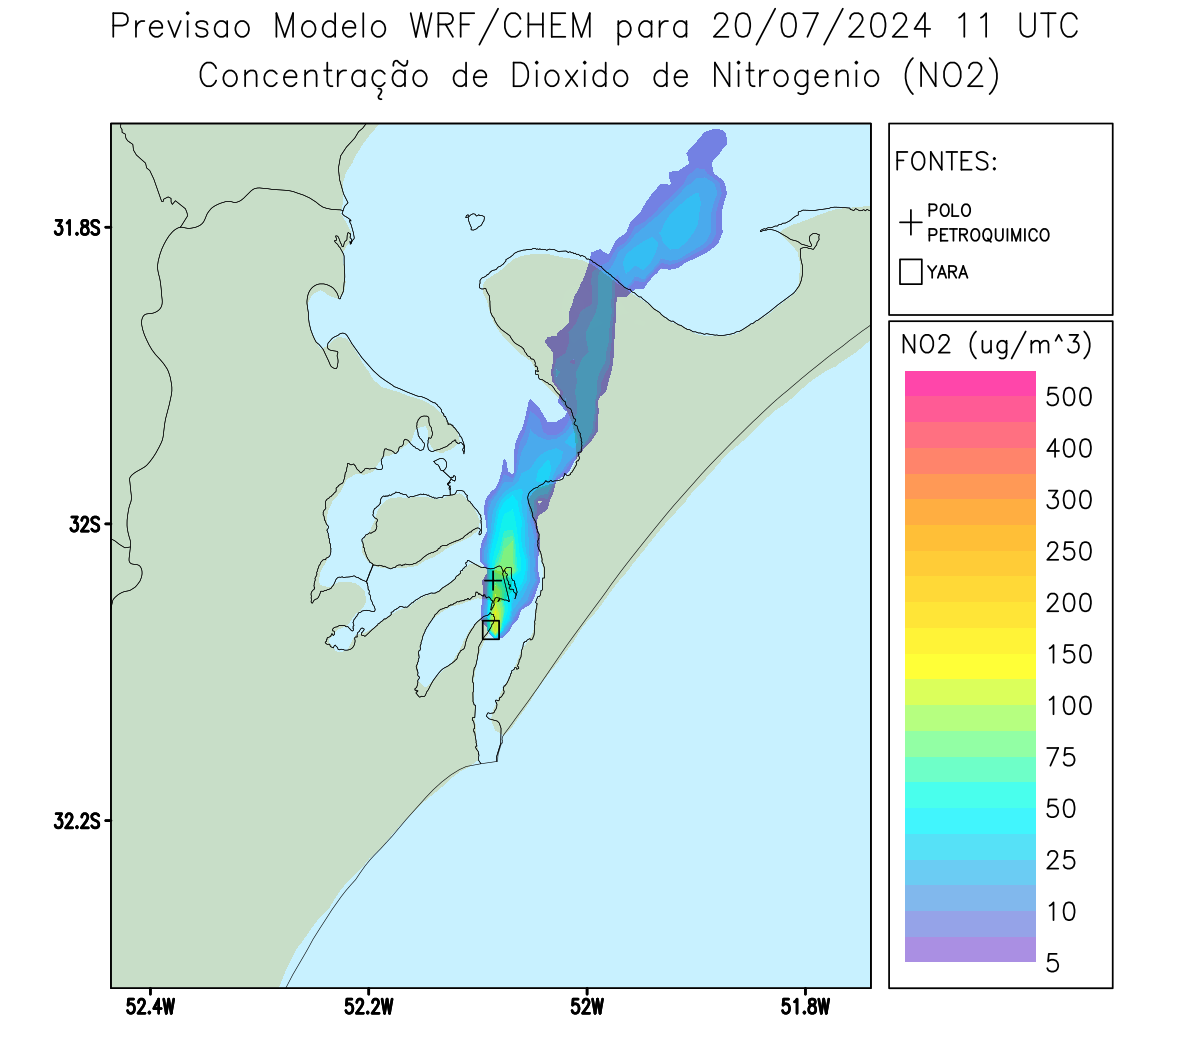 Previsao Modelo WRF/CHEM para 20/07/2024 11 UTC
Concentração de Dioxido de Nitrogenio (NO2)
FONTES:
POLO
PETROQUIMICO
YARA
NO2 (ug/m^3)
500
400
300
250
200
150
100
75
50
25
10
5
31.8S
32S
32.2S
52.4W
52.2W
52W
51.8W